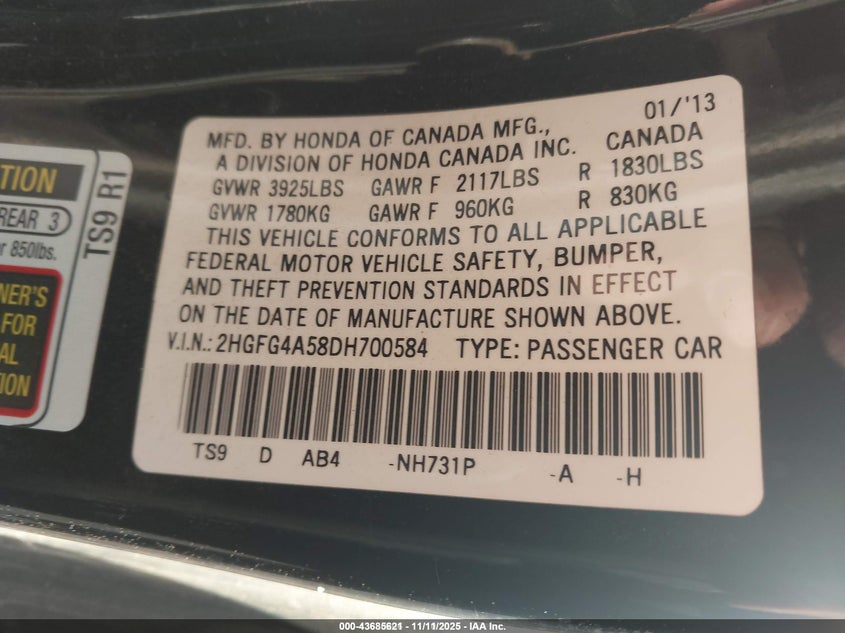 01/'13
MFD. BY HONDA OF CANADA MFG.,
A DIVISION OF HONDA CANADA INC. CANADA
GVWR 3925LBS GAWR F 2117LBS R 1830LBS
GVWR 1780KG GAWR F 960KG R 830KG
THIS VEHICLE CONFORMS TO ALL APPLICABLE
FEDERAL MOTOR VEHICLE SAFETY, BUMPER,
AND THEFT PREVENTION STANDARDS IN EFFECT
ON THE DATE OF MANUFACTURE SHOWN ABOVE.
V.I.N.: 2HGFG4A58DH700584 TYPE: PASSENGER CAR
TS9 D AB4 -NH731P -A -H
TION
REAR 3
r 850lbs.
NER'S
FOR
AL
ION
TS9 R1
000-43685621 - 11/11/2025 - IAA Inc.